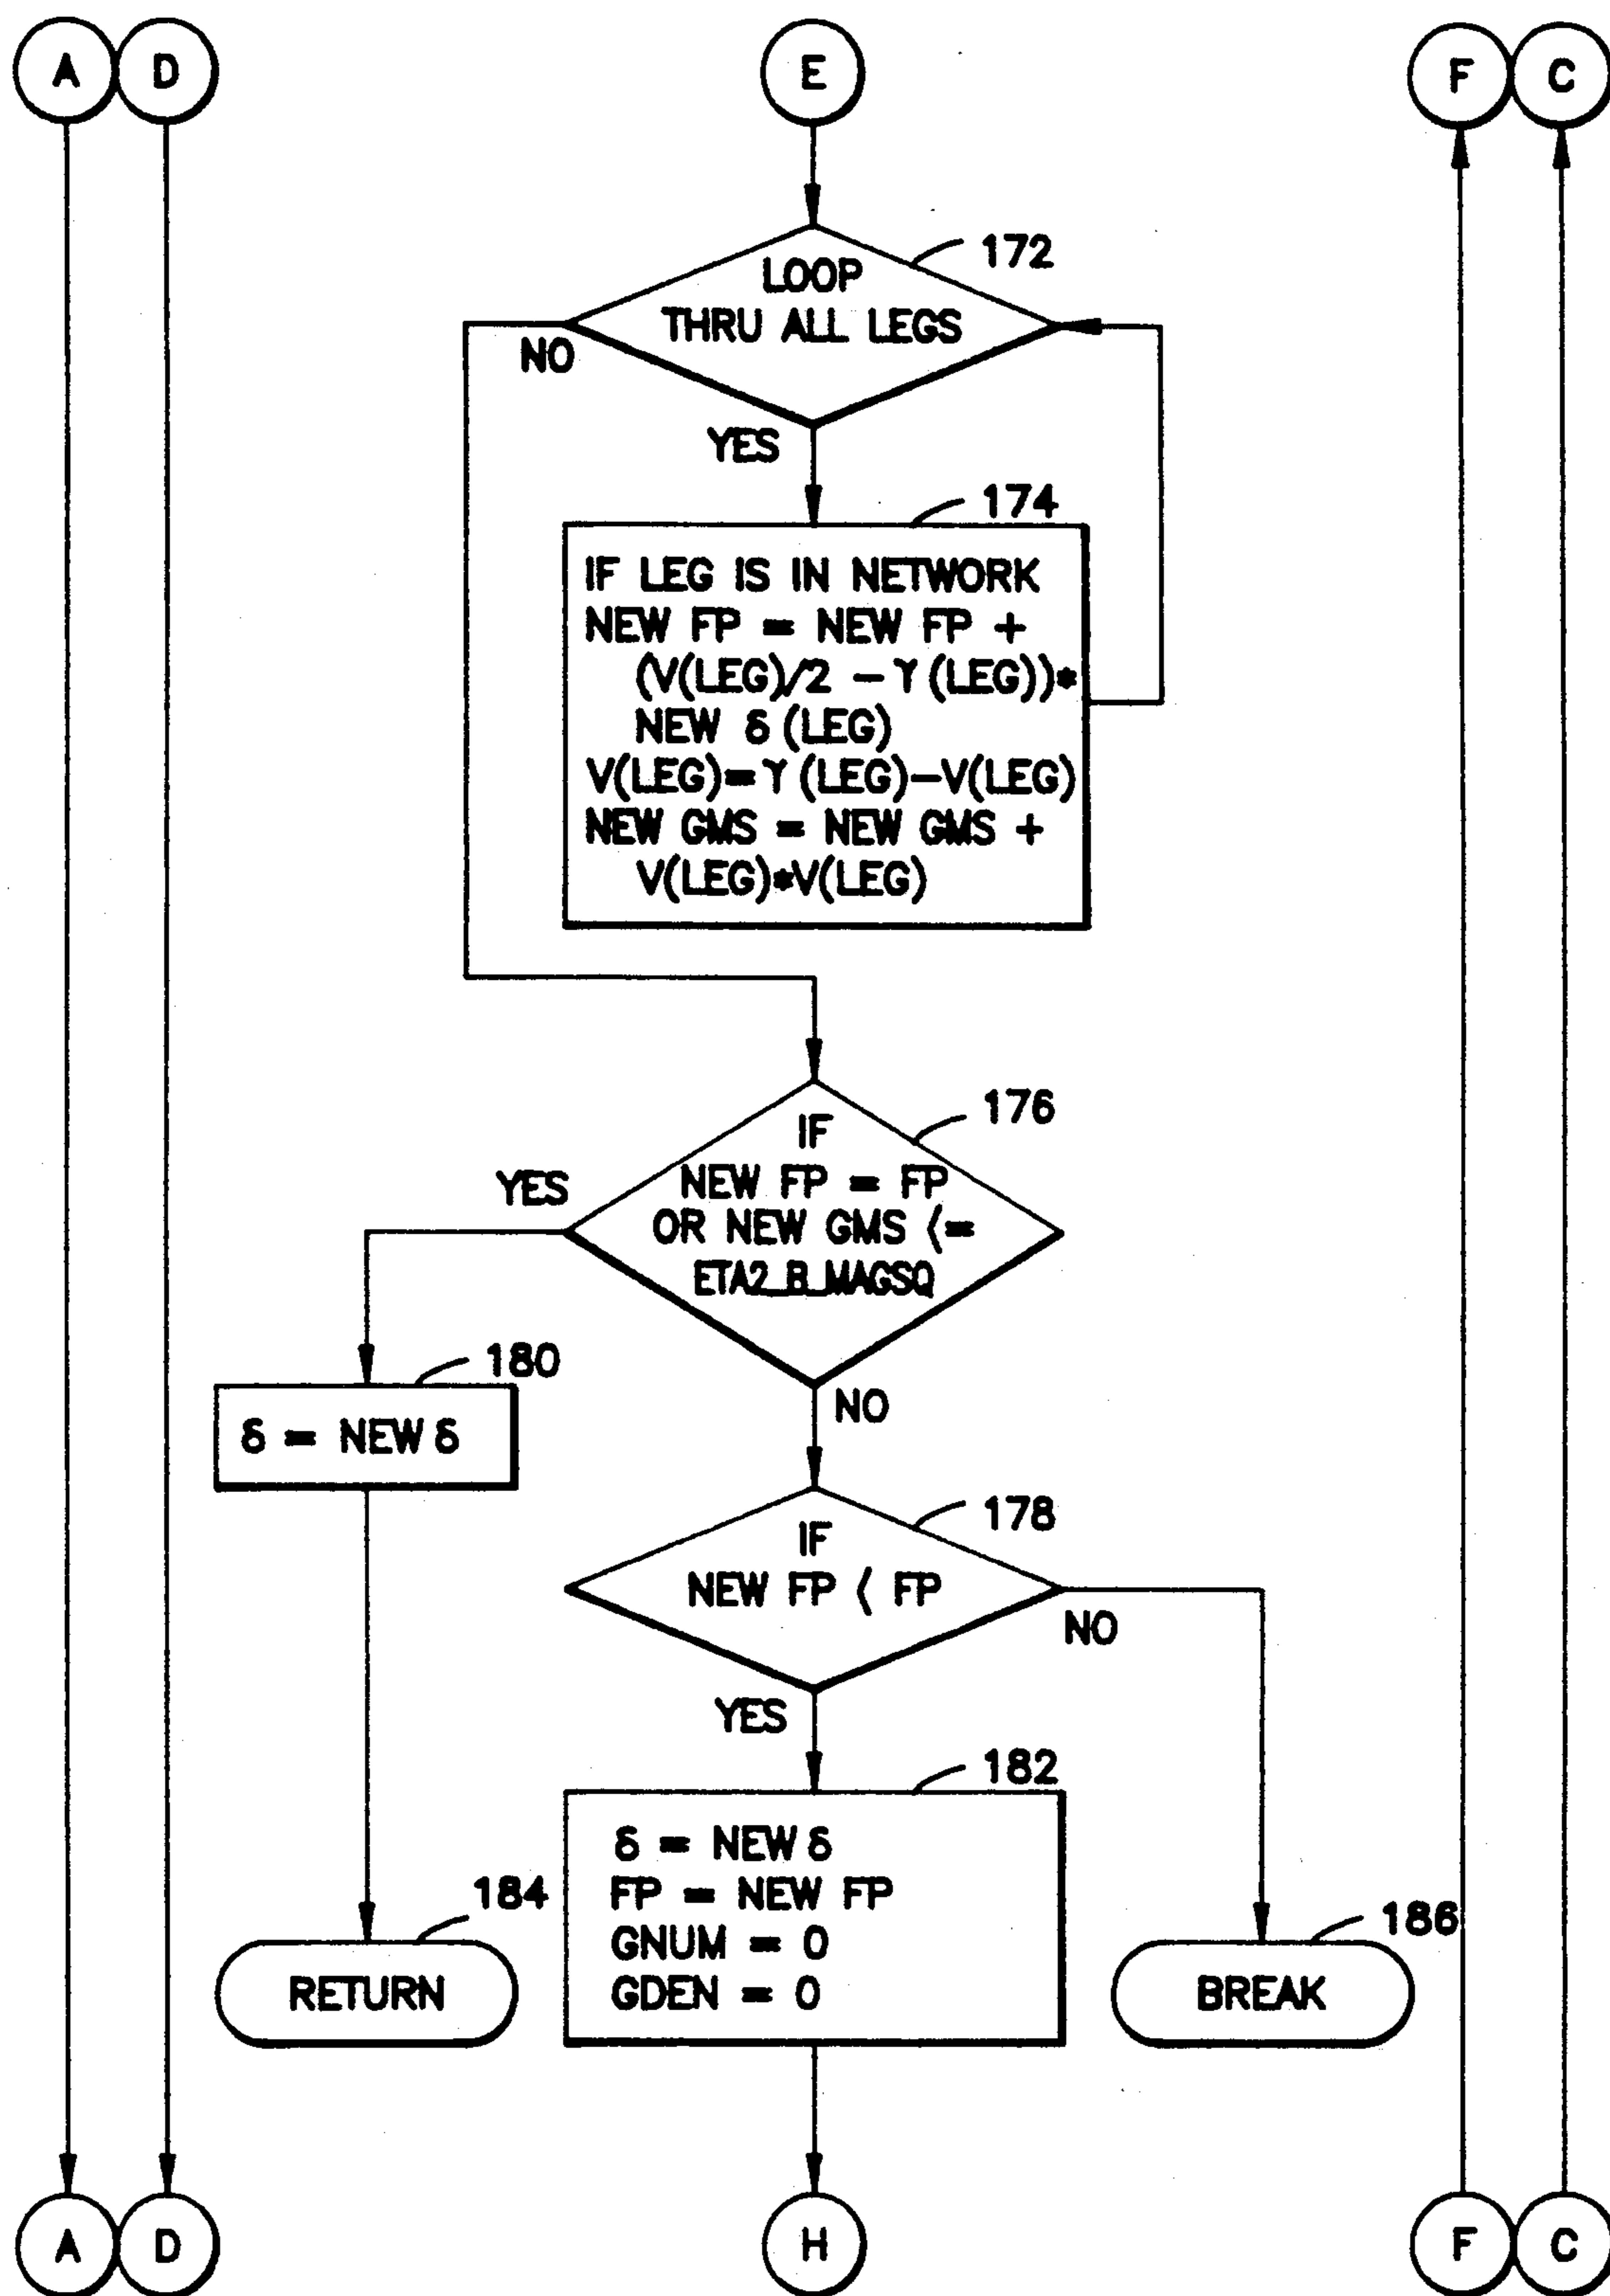 A D E F C
172
LOOP
THRU ALL LEGS
NO
YES
174
IF LEG IS IN NETWORK
NEW FP = NEW FP +
(V(LEG)/2 - γ (LEG))*
NEW δ (LEG)
V(LEG)=γ (LEG)-V(LEG)
NEW GMS = NEW GMS +
V(LEG)*V(LEG)
176
IF
NEW FP = FP
OR NEW GMS <=
ETA2_B_MAGSQ
YES
NO
180
δ = NEW δ
178
IF
NEW FP < FP
NO
YES
182
δ = NEW δ
FP = NEW FP
GNUM = 0
GDEN = 0
184
RETURN
186
BREAK
A D H F C